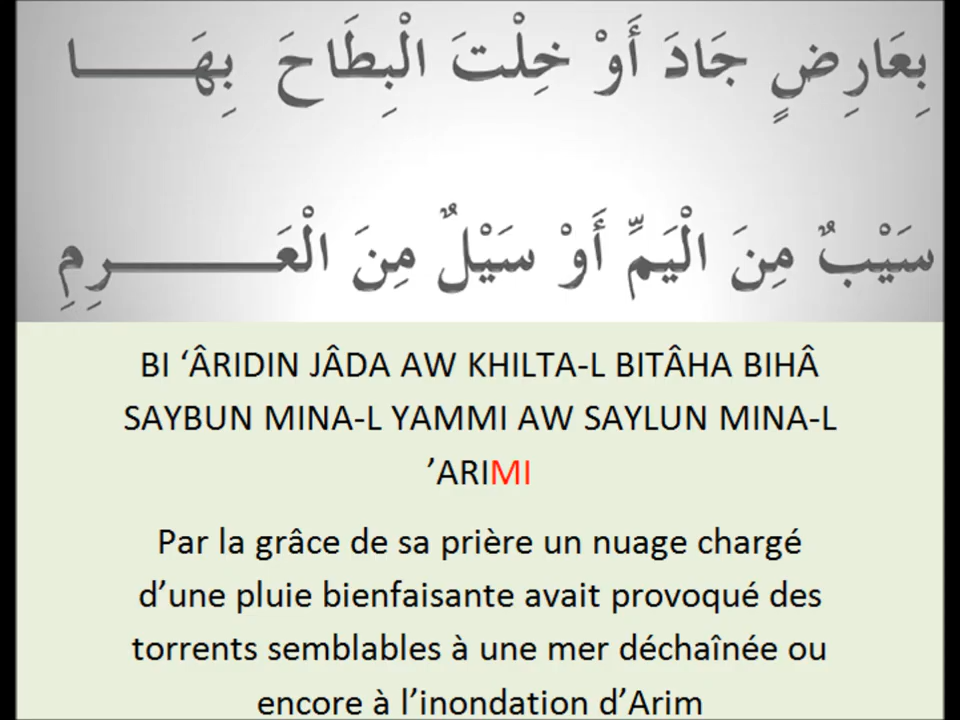 بِعَارِضٍ جَادَ أَوْ خِلْتَ الْبِطَاحَ بِهَـــــــا
سَيْبٌ مِنَ الْيَمِّ أَوْ سَيْلٌ مِنَ الْعَـــــــرِمِ
BI ‘ÂRIDIN JÂDA AW KHILTA-L BITÂHA BIHÂ
SAYBUN MINA-L YAMMI AW SAYLUN MINA-L
’ARIMI
Par la grâce de sa prière un nuage chargé
d’une pluie bienfaisante avait provoqué des
torrents semblables à une mer déchaînée ou
encore à l’inondation d’Arim